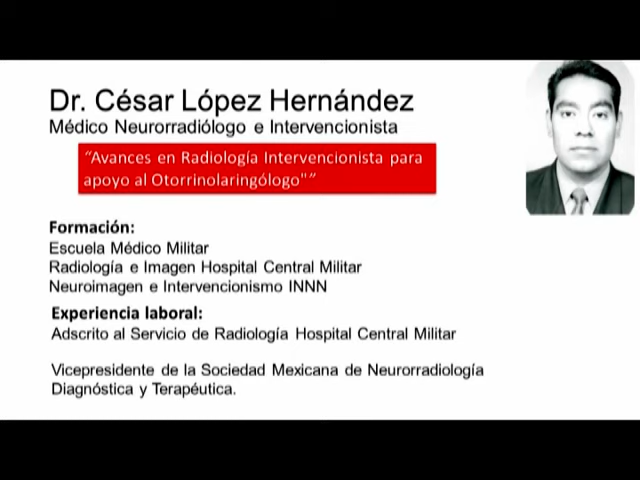 Dr. César López Hernández
Médico Neurorradiólogo e Intervencionista
“Avances en Radiología Intervencionista para
apoyo al Otorrinolaringólogo"”
Formación:
Escuela Médico Militar
Radiología e Imagen Hospital Central Militar
Neuroimagen e Intervencionismo INNN
Experiencia laboral:
Adscrito al Servicio de Radiología Hospital Central Militar
Vicepresidente de la Sociedad Mexicana de Neurorradiología
Diagnóstica y Terapéutica.